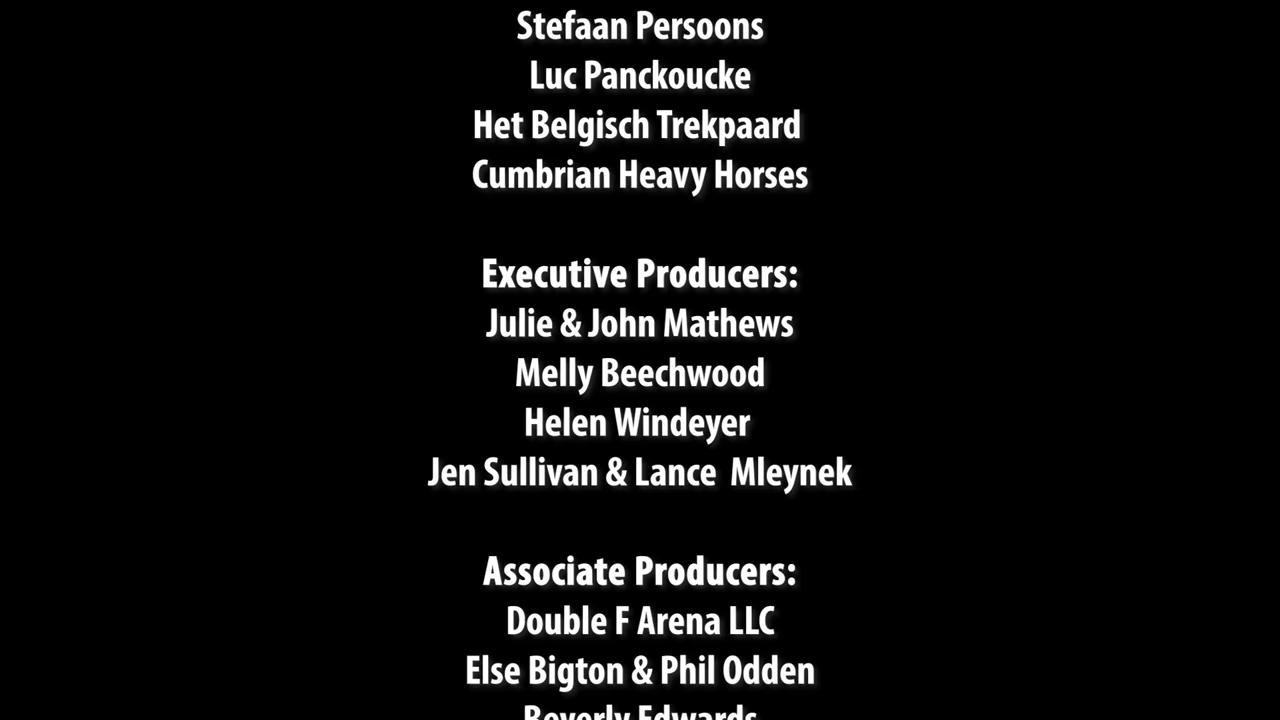 Stefaan Persoons
Luc Panckoucke
Het Belgisch Trekpaard
Cumbrian Heavy Horses
Executive Producers:
Julie & John Mathews
Melly Beechwood
Helen Windeyer
Jen Sullivan & Lance  Mleynek
Associate Producers:
Double F Arena LLC
Else Bigton & Phil Odden
Beverly Edwards